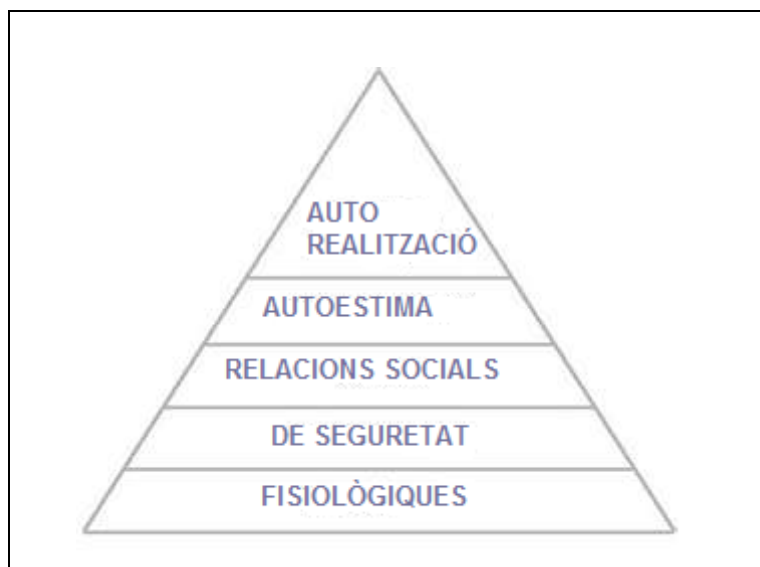 AUTO
REALITZACIÓ
AUTOESTIMA
RELACIONS SOCIALS
DE SEGURETAT
FISIOLÒGIQUES